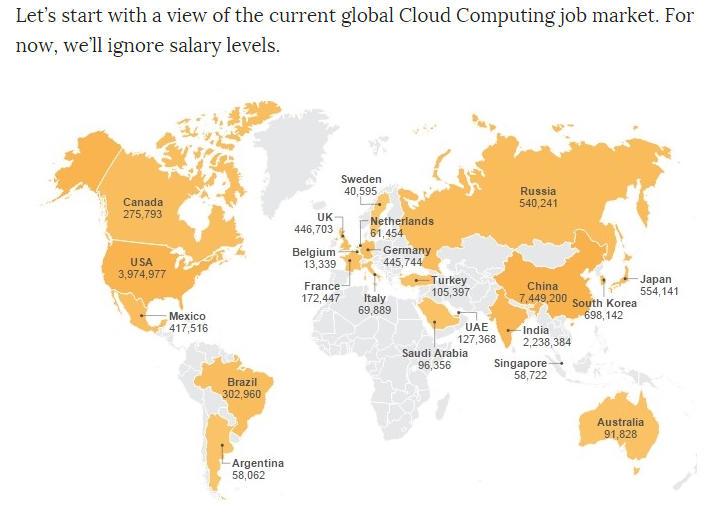 Let's start with a view of the current global Cloud Computing job market. For
now, we'll ignore salary levels.
Sweden
40,595
Russia
540,241
Canada
275,793
UK
446,703
Netherlands
61,454
Belgium
13,339
Germany
445,744
USA
3,974,977
France
172,447
Turkey
105,397
China
7,449,200
Japan
554,141
Italy
69,889
South Korea
698,142
Mexico
417,516
UAE
127,368
India
2,238,384
Saudi Arabia
96,356
Singapore
58,722
Brazil
302,960
Australia
91,828
Argentina
58,062